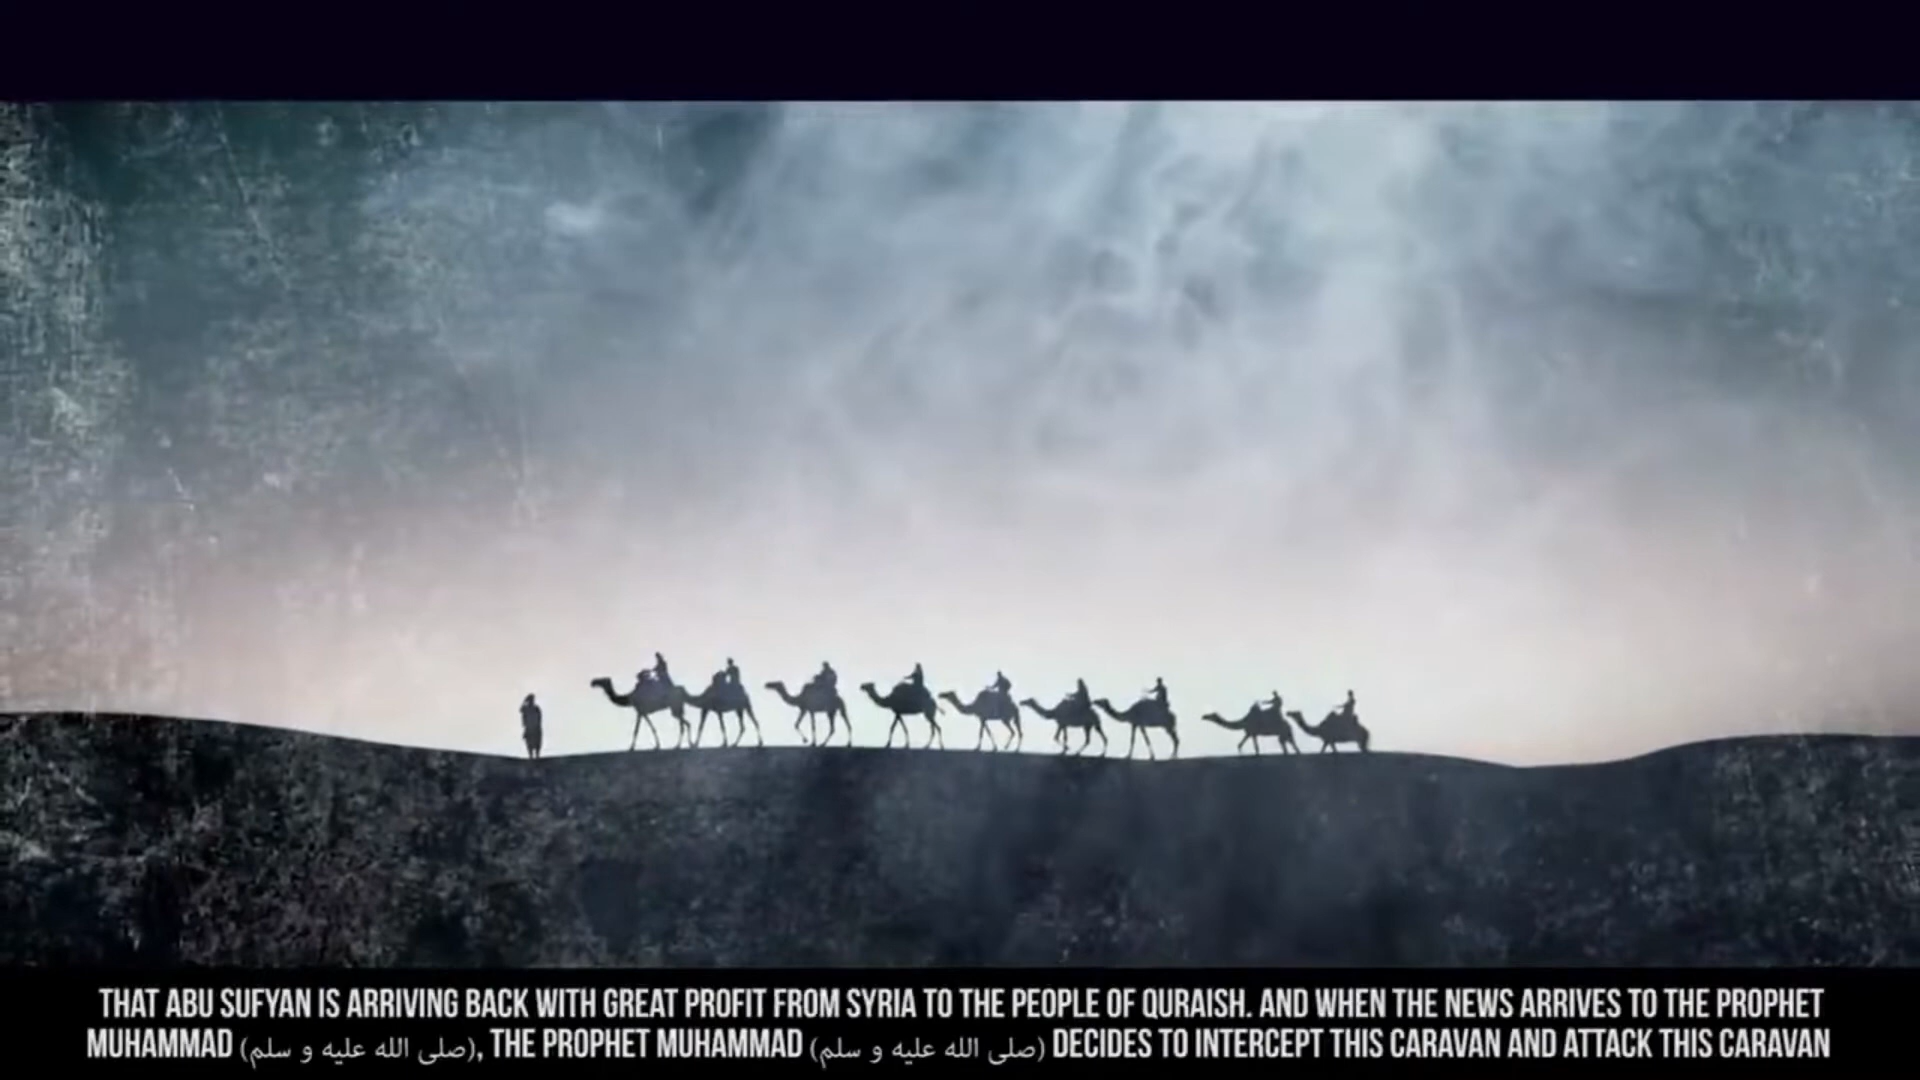 THAT ABU SUFYAN IS ARRIVING BACK WITH GREAT PROFIT FROM SYRIA TO THE PEOPLE OF QURAISH. AND WHEN THE NEWS ARRIVES TO THE PROPHET
MUHAMMAD (صلى الله عليه و سلم), THE PROPHET MUHAMMAD (صلى الله عليه و سلم) DECIDES TO INTERCEPT THIS CARAVAN AND ATTACK THIS CARAVAN